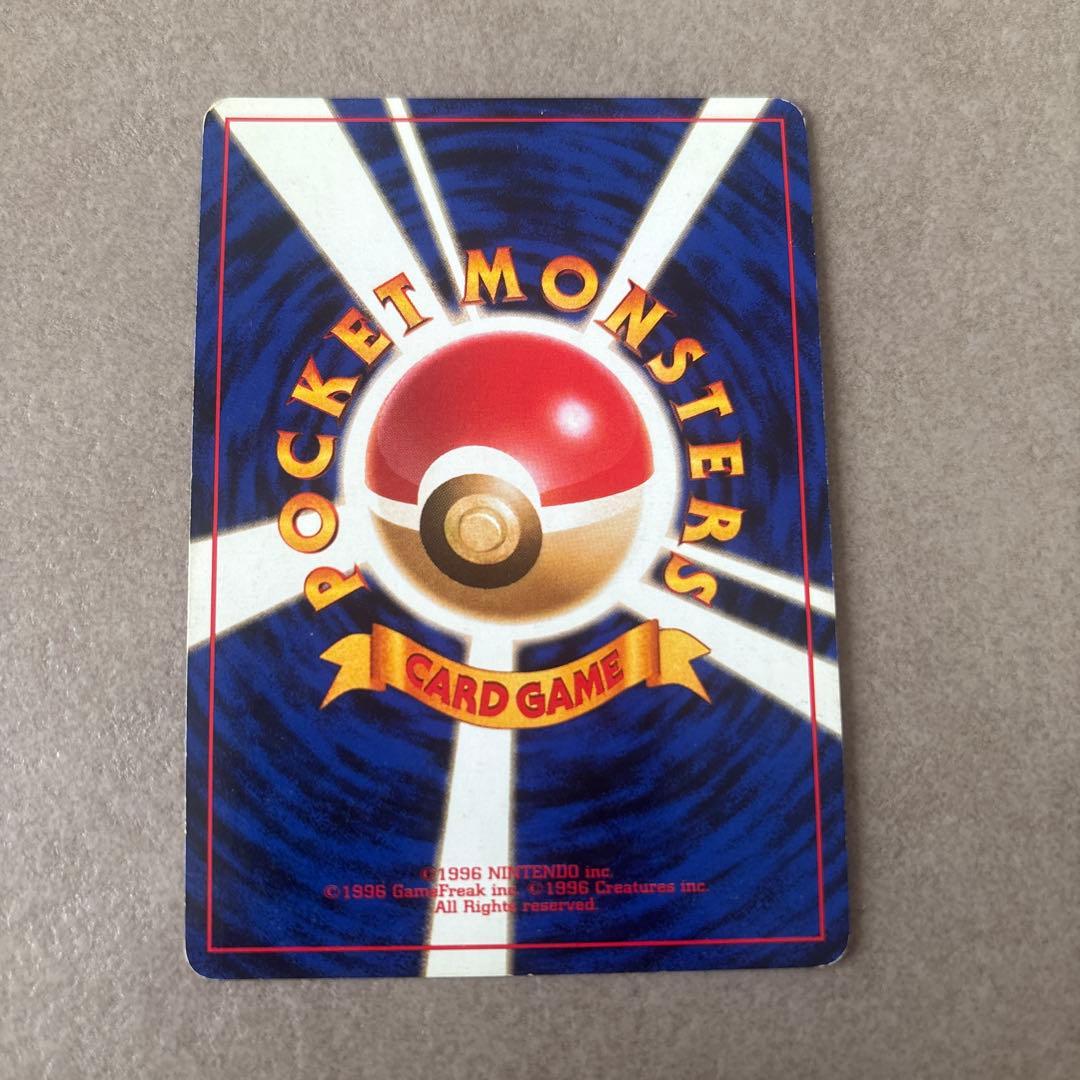 POCKET MONSTERS
CARD GAME
©1996 NINTENDO inc.
©1996 GameFreak inc. ©1996 Creatures inc.
All Rights reserved.